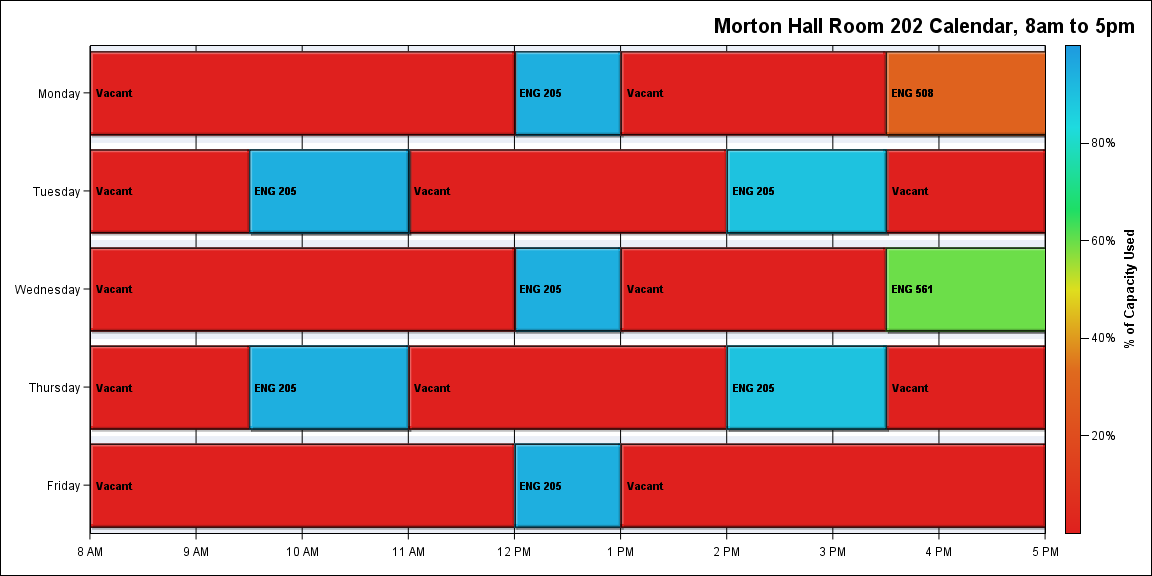 Morton Hall Room 202 Calendar, 8am to 5pm
Monday
Vacant
ENG 205
Vacant
ENG 508
Tuesday
Vacant
ENG 205
Vacant
ENG 205
Vacant
Wednesday
Vacant
ENG 205
Vacant
ENG 561
Thursday
Vacant
ENG 205
Vacant
ENG 205
Vacant
Friday
Vacant
ENG 205
Vacant
8 AM
9 AM
10 AM
11 AM
12 PM
1 PM
2 PM
3 PM
4 PM
5 PM
80%
60%
40%
20%
% of Capacity Used